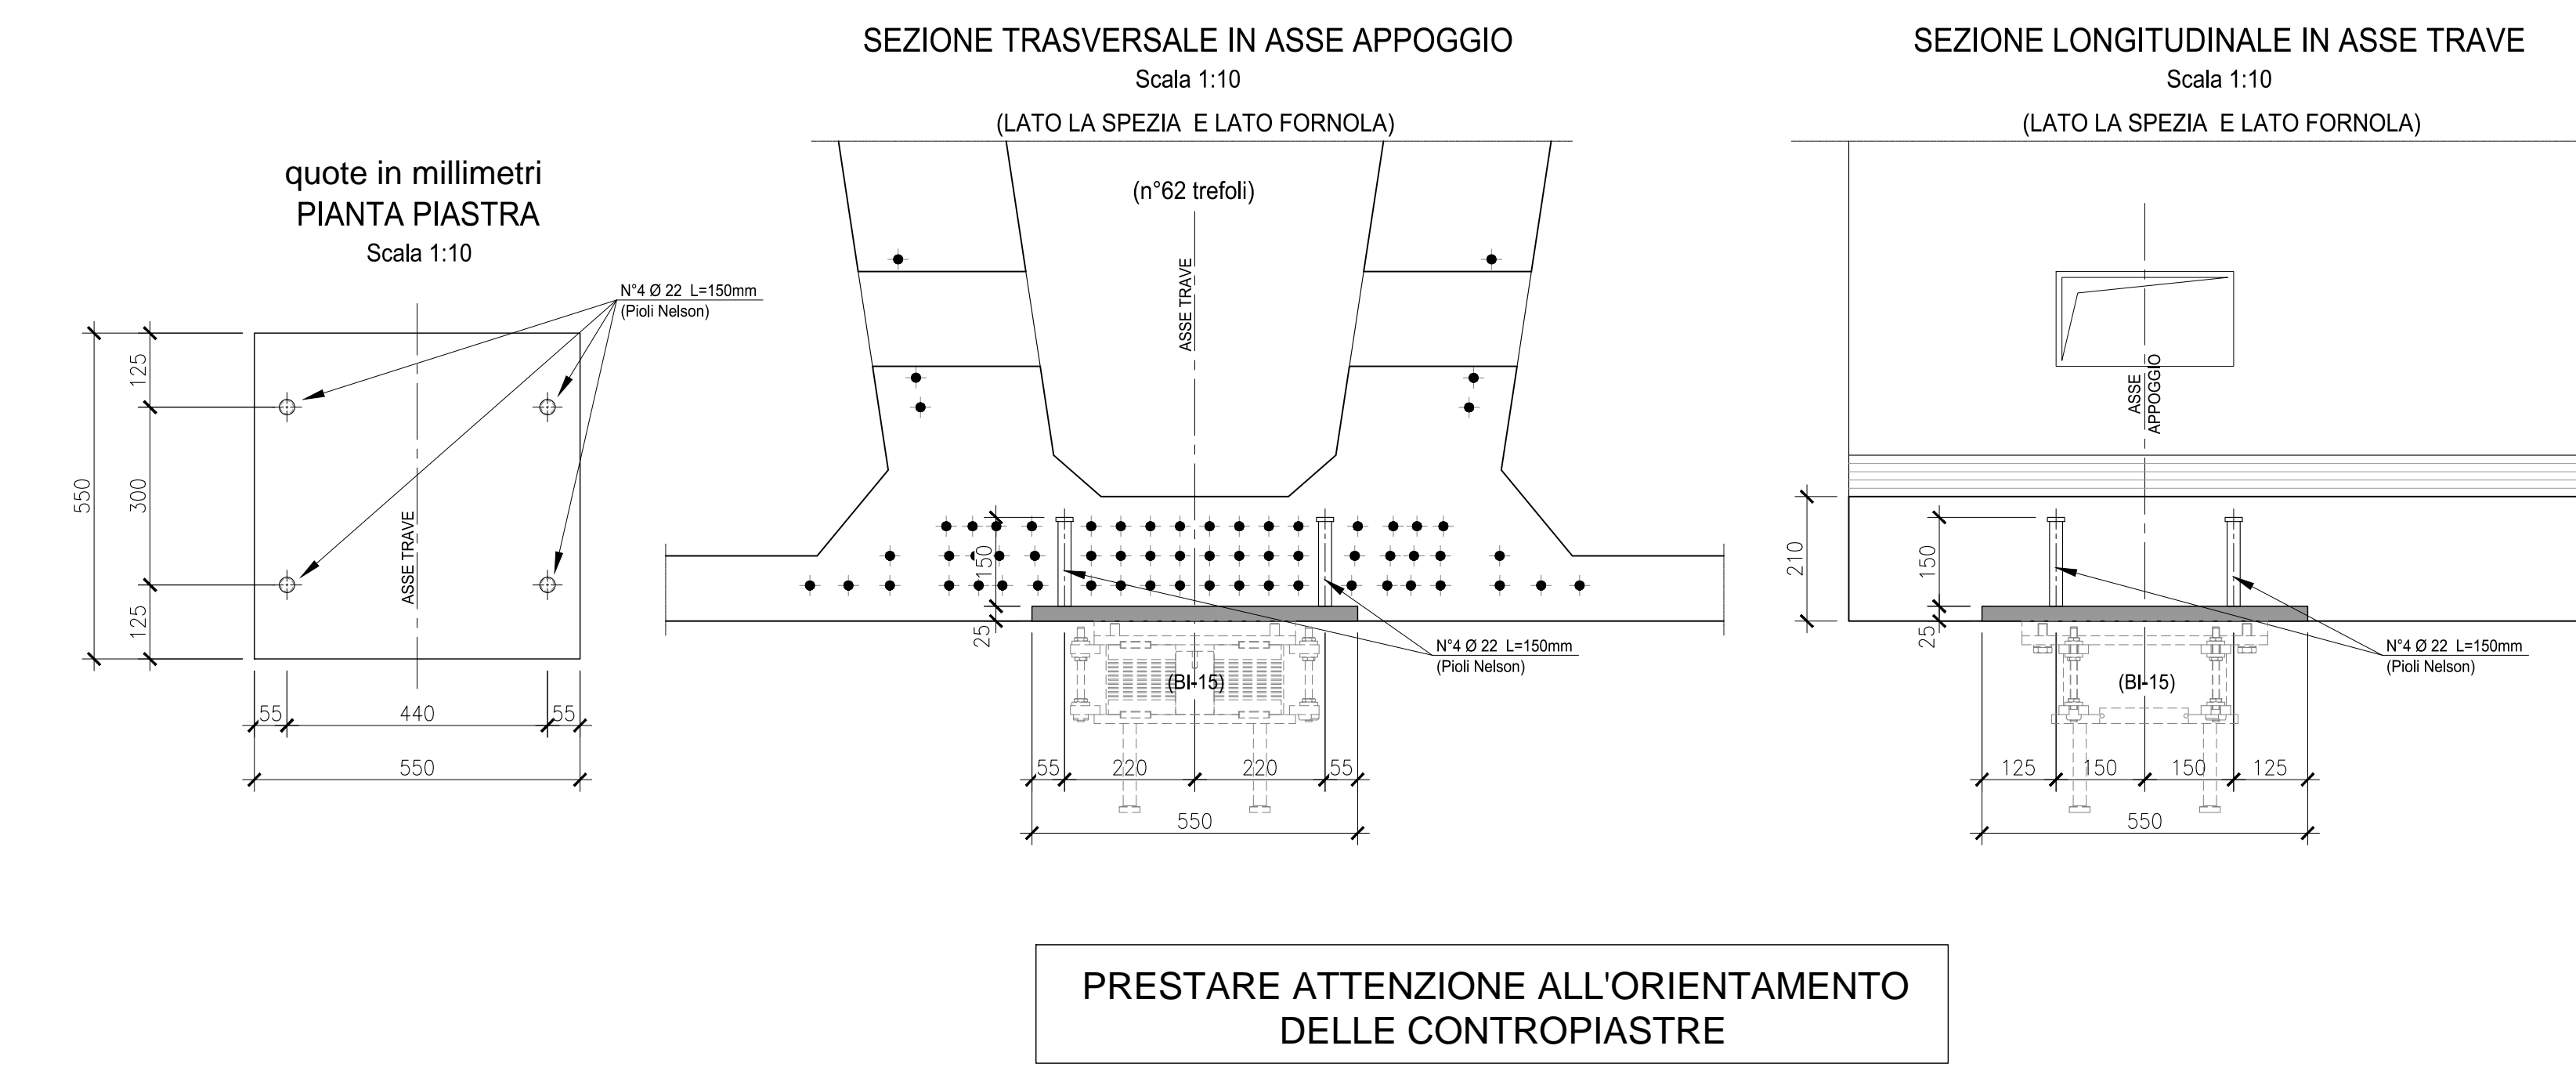 SEZIONE TRASVERSALE IN ASSE APPOGGIO
Scala 1:10
(LATO LA SPEZIA E LATO FORNOLA)
SEZIONE LONGITUDINALE IN ASSE TRAVE
Scala 1:10
(LATO LA SPEZIA E LATO FORNOLA)
quote in millimetri
PIANTA PIASTRA
Scala 1:10
N°4 Ø 22 L=150mm
(Pioli Nelson)
550
125
300
125
ASSE TRAVE
55
440
55
550
(n°62 trefoli)
ASSE TRAVE
150
25
N°4 Ø 22 L=150mm
(Pioli Nelson)
(BI-15)
55
220
220
55
550
ASSE
APPOGGIO
210
150
25
N°4 Ø 22 L=150mm
(Pioli Nelson)
(BI-15)
125
150
150
125
550
PRESTARE ATTENZIONE ALL'ORIENTAMENTO
DELLE CONTROPIASTRE